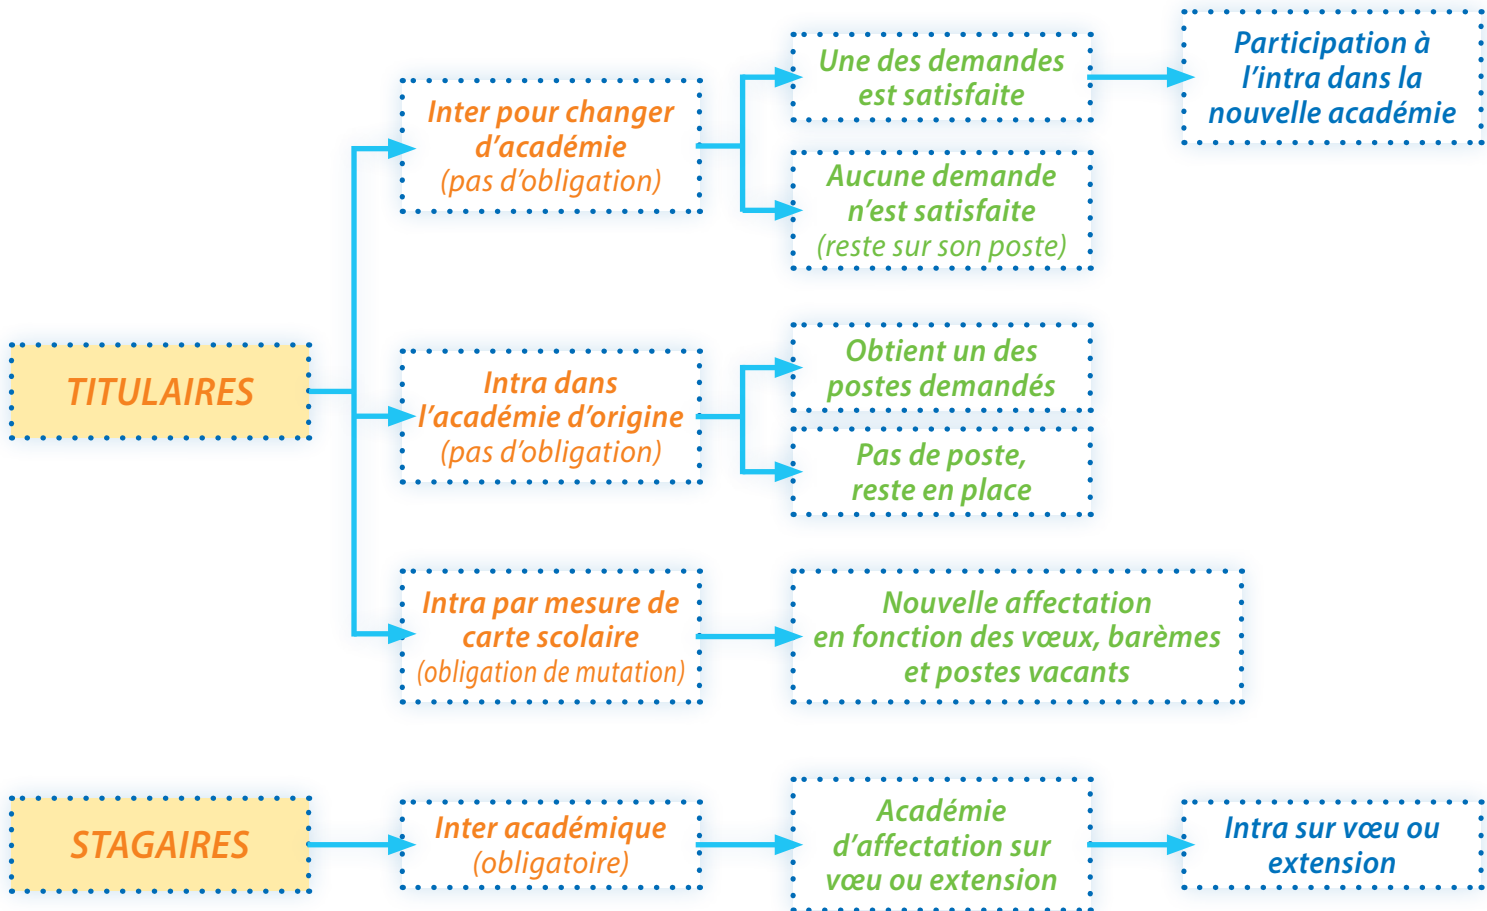 TITULAIRES
Inter pour changer
d’académie
(pas d’obligation)
Une des demandes
est satisfaite
Participation à
l’intra dans la
nouvelle académie
Aucune demande
n’est satisfaite
(reste sur son poste)
Intra dans
l’académie d’origine
(pas d’obligation)
Obtient un des
postes demandés
Pas de poste,
reste en place
Intra par mesure de
carte scolaire
(obligation de mutation)
Nouvelle affectation
en fonction des vœux, barèmes
et postes vacants
STAGAIRES
Inter académique
(obligatoire)
Académie
d’affectation sur
vœu ou extension
Intra sur vœu ou
extension